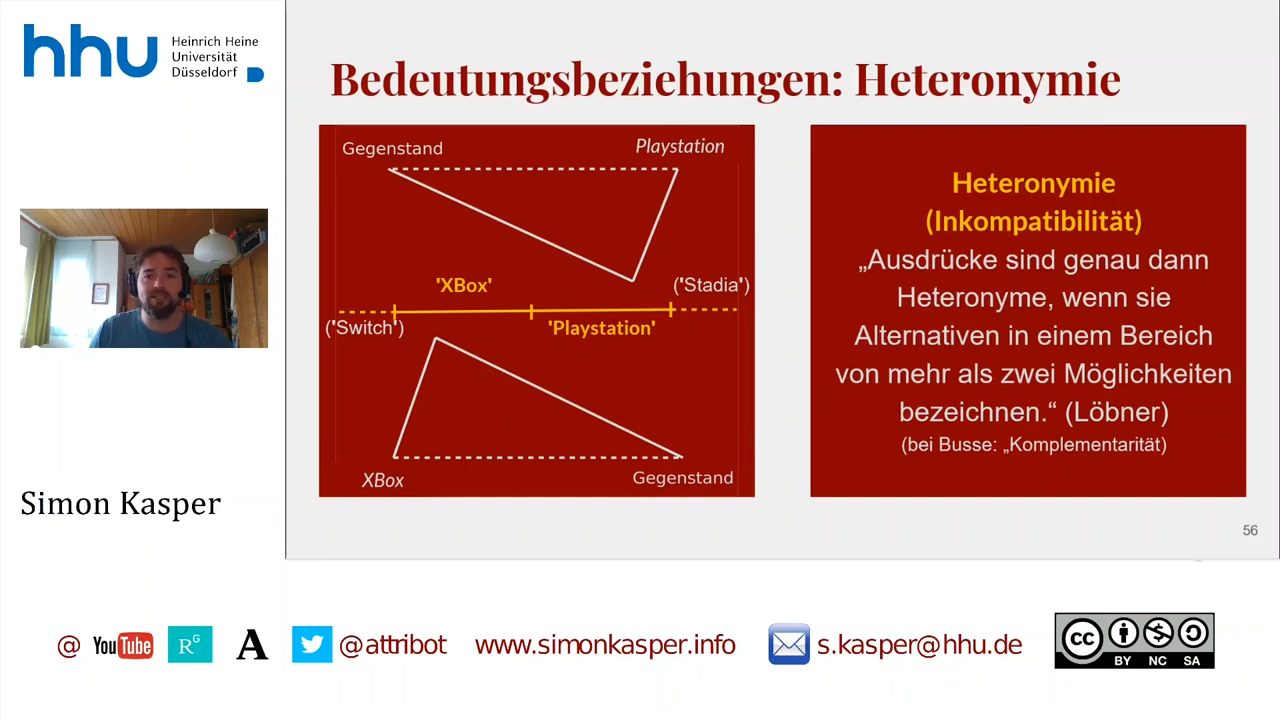 hhu
Heinrich Heine
Universität
Düsseldorf
Simon Kasper
Bedeutungsbeziehungen: Heteronymie
Gegenstand
Playstation
'XBox'
('Stadia')
('Switch')
'Playstation'
XBox
Gegenstand
Heteronymie
(Inkompatibilität)
„Ausdrücke sind genau dann
Heteronyme, wenn sie
Alternativen in einem Bereich
von mehr als zwei Möglichkeiten
bezeichnen.“ (Löbner)
(bei Busse: „Komplementarität)
56
@ YouTube RG A @attribot www.simonkasper.info s.kasper@hhu.de
cc BY NC SA